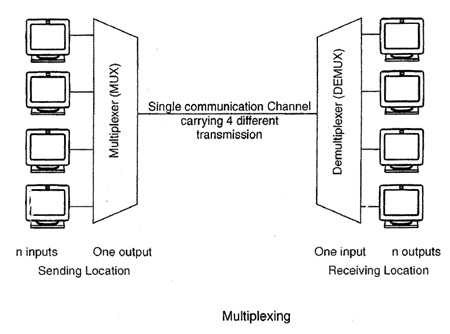 Multiplexer (MUX)
Single communication Channel
carrying 4 different
transmission
Demultiplexer (DEMUX)
n inputs
One output
One input
n outputs
Sending Location
Receiving Location
Multiplexing